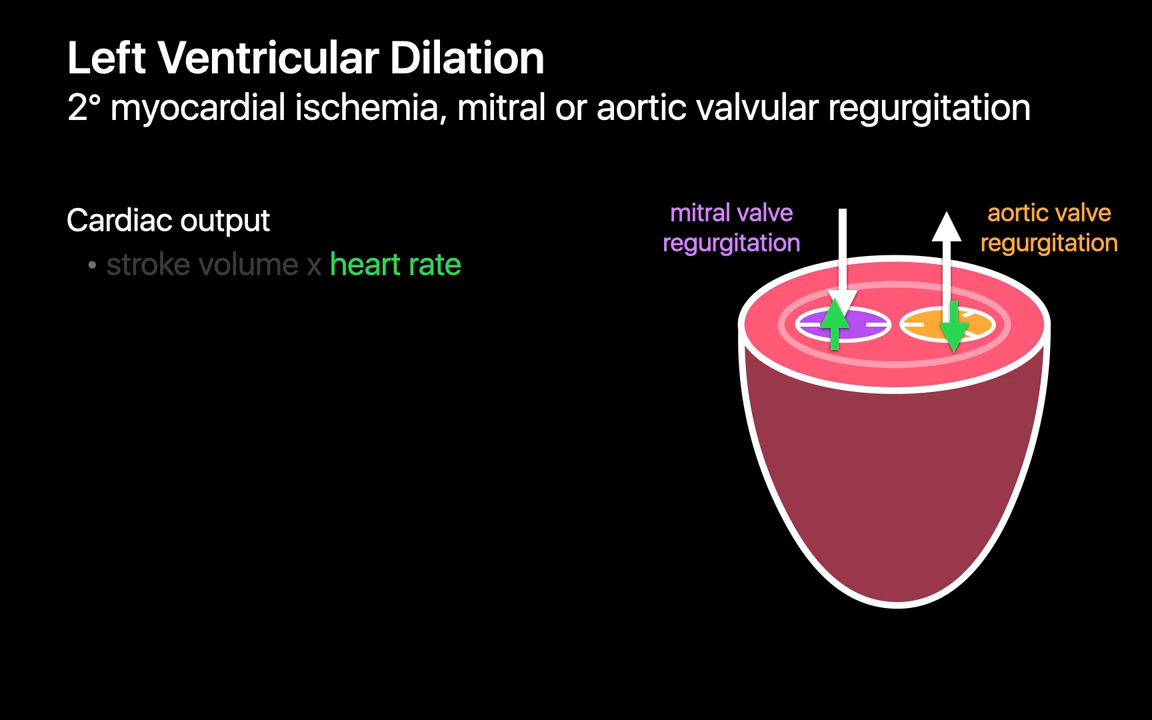 Left Ventricular Dilation
2° myocardial ischemia, mitral or aortic valvular regurgitation
Cardiac output
• stroke volume x heart rate
mitral valve
regurgitation
aortic valve
regurgitation